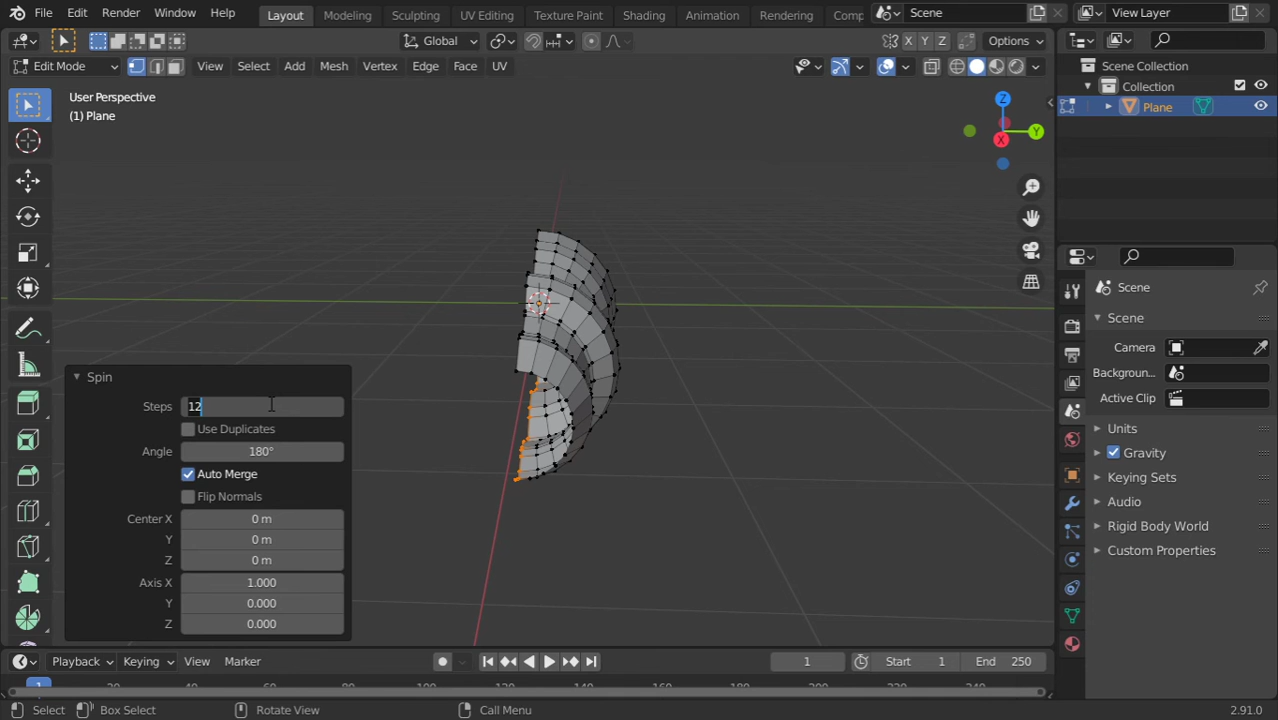 File Edit Render Window Help Layout Modeling Sculpting UV Editing Texture Paint Shading Animation Rendering Comp Scene View Layer
Global X Y Z Options
Edit Mode View Select Add Mesh Vertex Edge Face UV
Scene Collection
Collection
Plane
User Perspective
(1) Plane
Z
Y
X
Scene
Scene
Camera
Backgroun..
Active Clip
Units
Gravity
Keying Sets
Audio
Rigid Body World
Custom Properties
Spin
Steps 12
Use Duplicates
Angle 180°
Auto Merge
Flip Normals
Center X 0 m
Y 0 m
Z 0 m
Axis X 1.000
Y 0.000
Z 0.000
Playback Keying View Marker 1 Start 1 End 250
1 20 240
Select Box Select Rotate View Call Menu 2.91.0